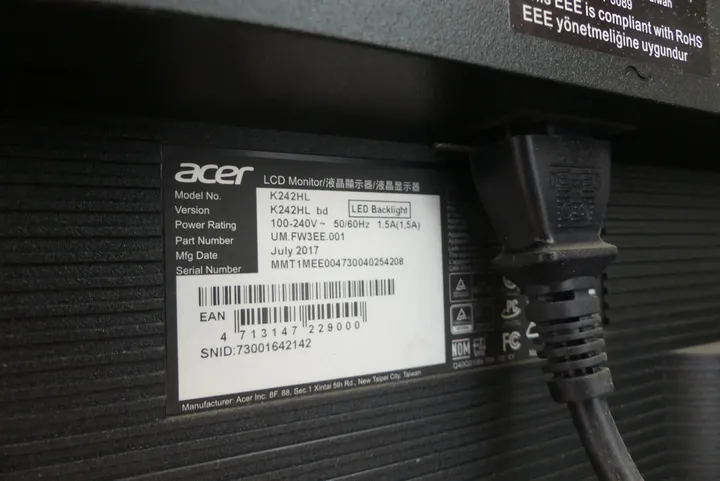 5089
EEE is compliant with RoHS
EEE yönetmeliğine uygundur
acer
LCD Monitor/液晶顯示器/液晶显示器
Model No. K242HL
Version K242HL bd LED Backlight
Power Rating 100-240V ~ 50/60Hz 1.5A(1,5A)
Part Number UM.FW3EE.001
Mfg Date July 2017
Serial Number MMT1MEE004730040254208
EAN
4 713147 229000
SNID:73001642142
Manufacturer: Acer Inc. 8F, 88, Sec.1 Xintai 5th Rd., New Taipei City, Taiwan
NOM
FC